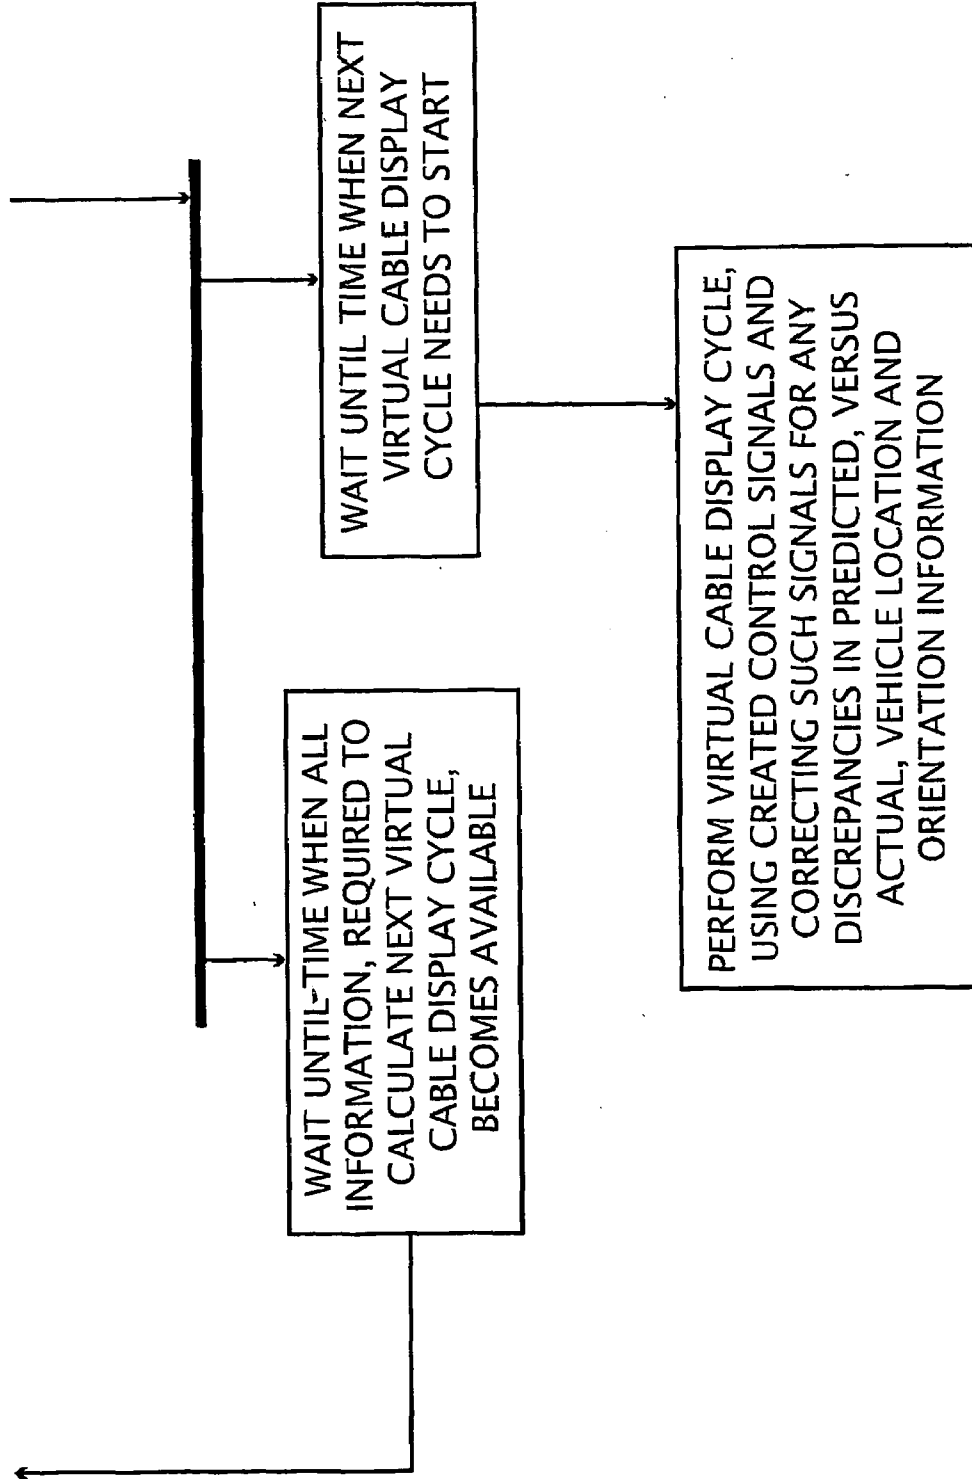 WAIT UNTIL TIME WHEN NEXT
VIRTUAL CABLE DISPLAY
CYCLE NEEDS TO START
WAIT UNTIL-TIME WHEN ALL
INFORMATION, REQUIRED TO
CALCULATE NEXT VIRTUAL
CABLE DISPLAY CYCLE,
BECOMES AVAILABLE
PERFORM VIRTUAL CABLE DISPLAY CYCLE,
USING CREATED CONTROL SIGNALS AND
CORRECTING SUCH SIGNALS FOR ANY
DISCREPANCIES IN PREDICTED, VERSUS
ACTUAL, VEHICLE LOCATION AND
ORIENTATION INFORMATION